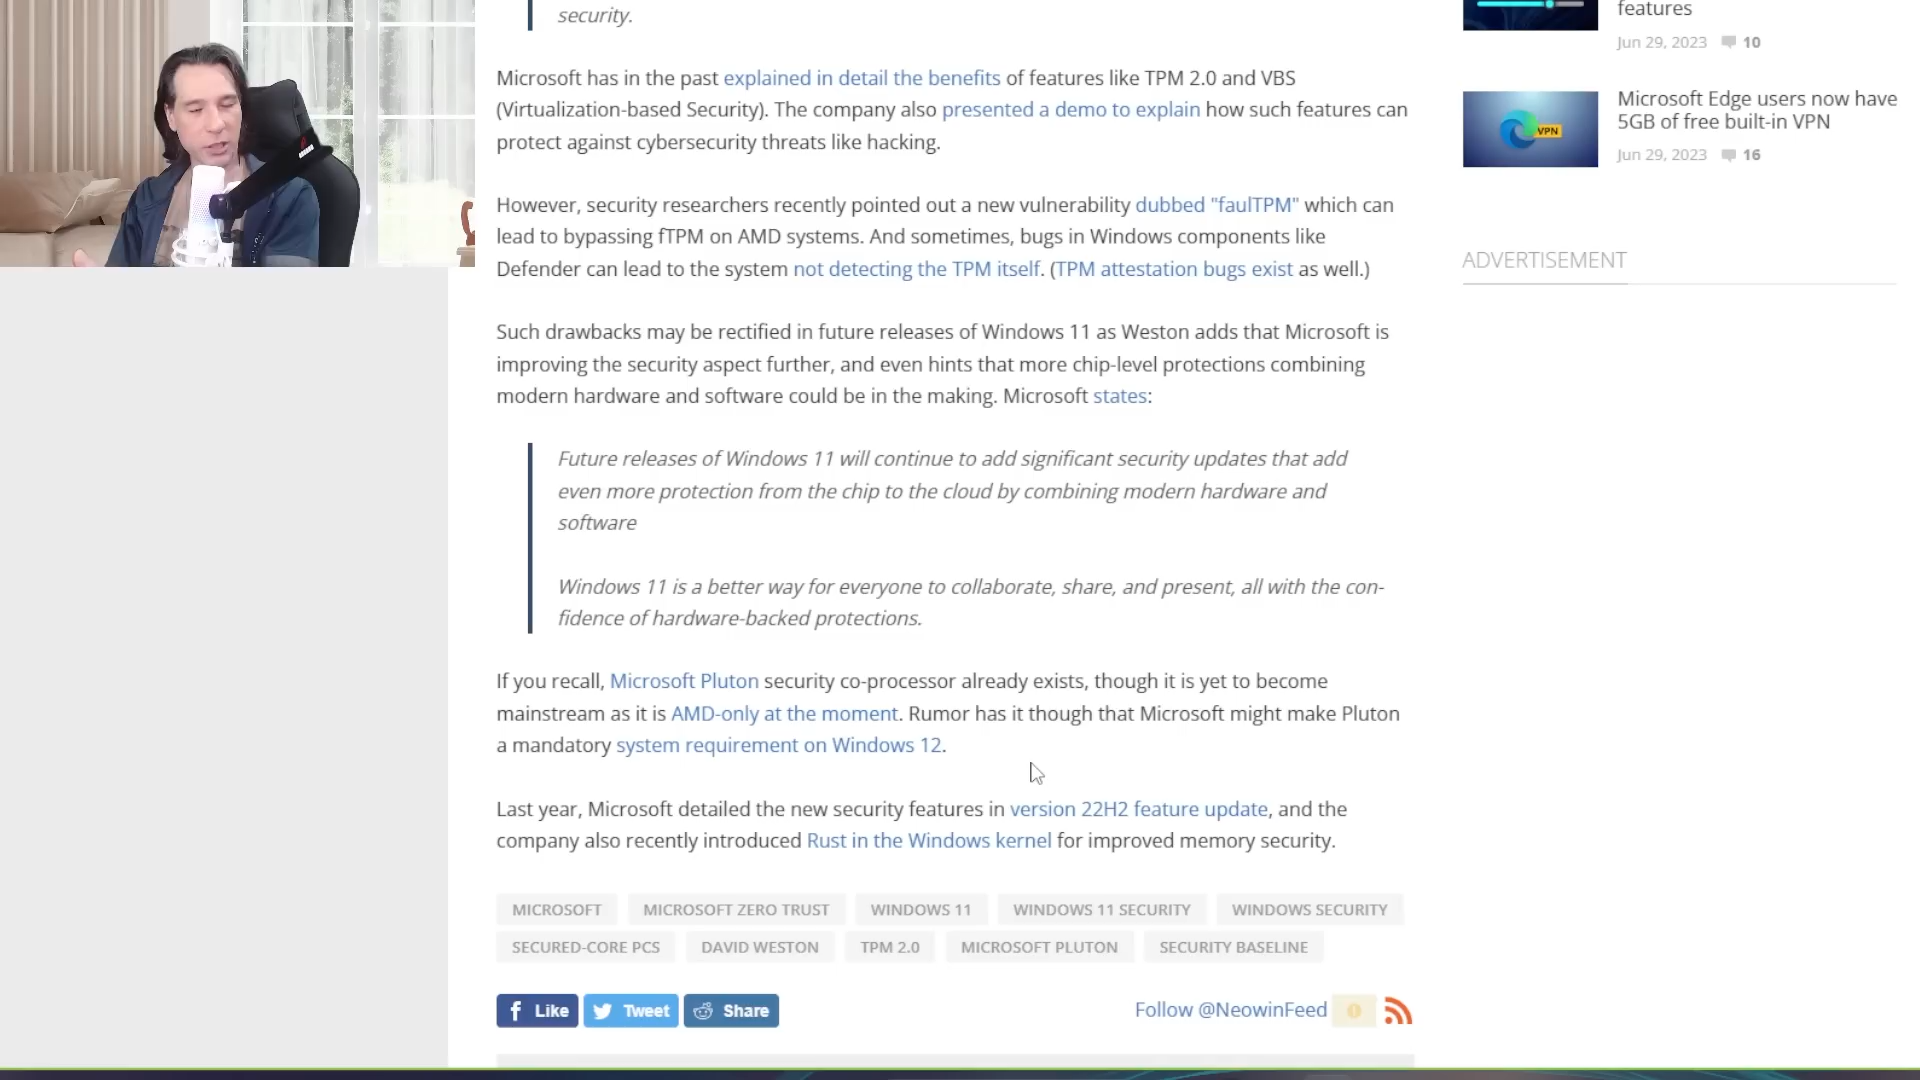 security.
Microsoft has in the past explained in detail the benefits of features like TPM 2.0 and VBS
(Virtualization-based Security). The company also presented a demo to explain how such features can
protect against cybersecurity threats like hacking.
However, security researchers recently pointed out a new vulnerability dubbed "faulTPM" which can
lead to bypassing fTPM on AMD systems. And sometimes, bugs in Windows components like
Defender can lead to the system not detecting the TPM itself. (TPM attestation bugs exist as well.)
Such drawbacks may be rectified in future releases of Windows 11 as Weston adds that Microsoft is
improving the security aspect further, and even hints that more chip-level protections combining
modern hardware and software could be in the making. Microsoft states:
Future releases of Windows 11 will continue to add significant security updates that add
even more protection from the chip to the cloud by combining modern hardware and
software
Windows 11 is a better way for everyone to collaborate, share, and present, all with the con-
fidence of hardware-backed protections.
If you recall, Microsoft Pluton security co-processor already exists, though it is yet to become
mainstream as it is AMD-only at the moment. Rumor has it though that Microsoft might make Pluton
a mandatory system requirement on Windows 12.
Last year, Microsoft detailed the new security features in version 22H2 feature update, and the
company also recently introduced Rust in the Windows kernel for improved memory security.
MICROSOFT MICROSOFT ZERO TRUST WINDOWS 11 WINDOWS 11 SECURITY WINDOWS SECURITY
SECURED-CORE PCS DAVID WESTON TPM 2.0 MICROSOFT PLUTON SECURITY BASELINE
Like Tweet Share Follow @NeowinFeed
features
Jun 29, 2023 10
VPN
Microsoft Edge users now have
5GB of free built-in VPN
Jun 29, 2023 16
ADVERTISEMENT